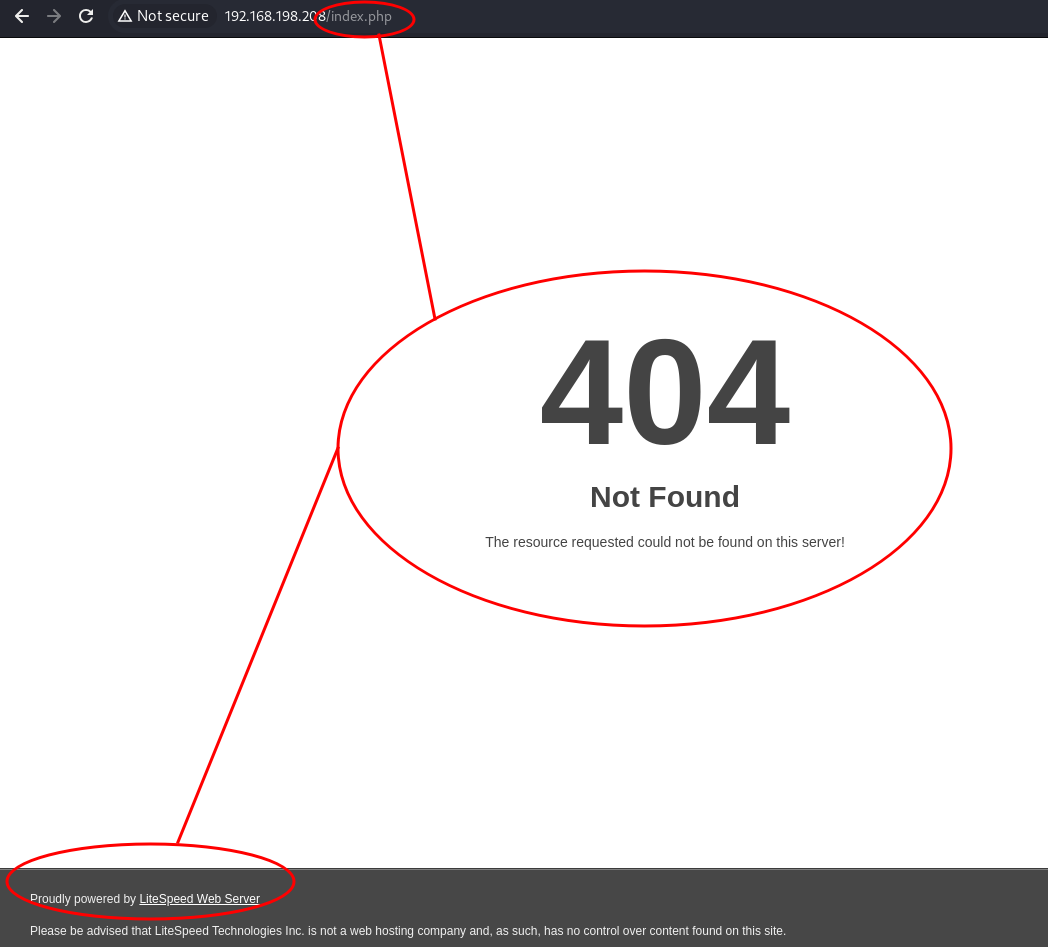 Not secure 192.168.198.208/index.php
404
Not Found
The resource requested could not be found on this server!
Proudly powered by LiteSpeed Web Server
Please be advised that LiteSpeed Technologies Inc. is not a web hosting company and, as such, has no control over content found on this site.